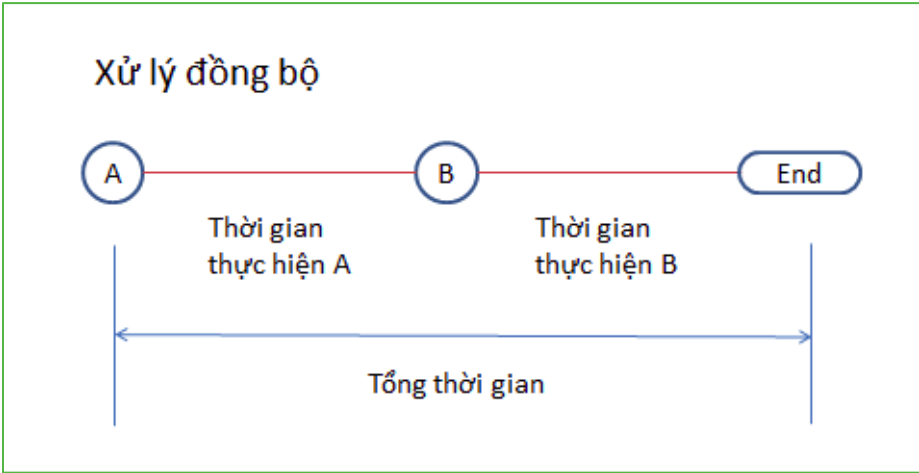 Xử lý đồng bộ
A
B
End
Thời gian
thực hiện A
Thời gian
thực hiện B
Tổng thời gian